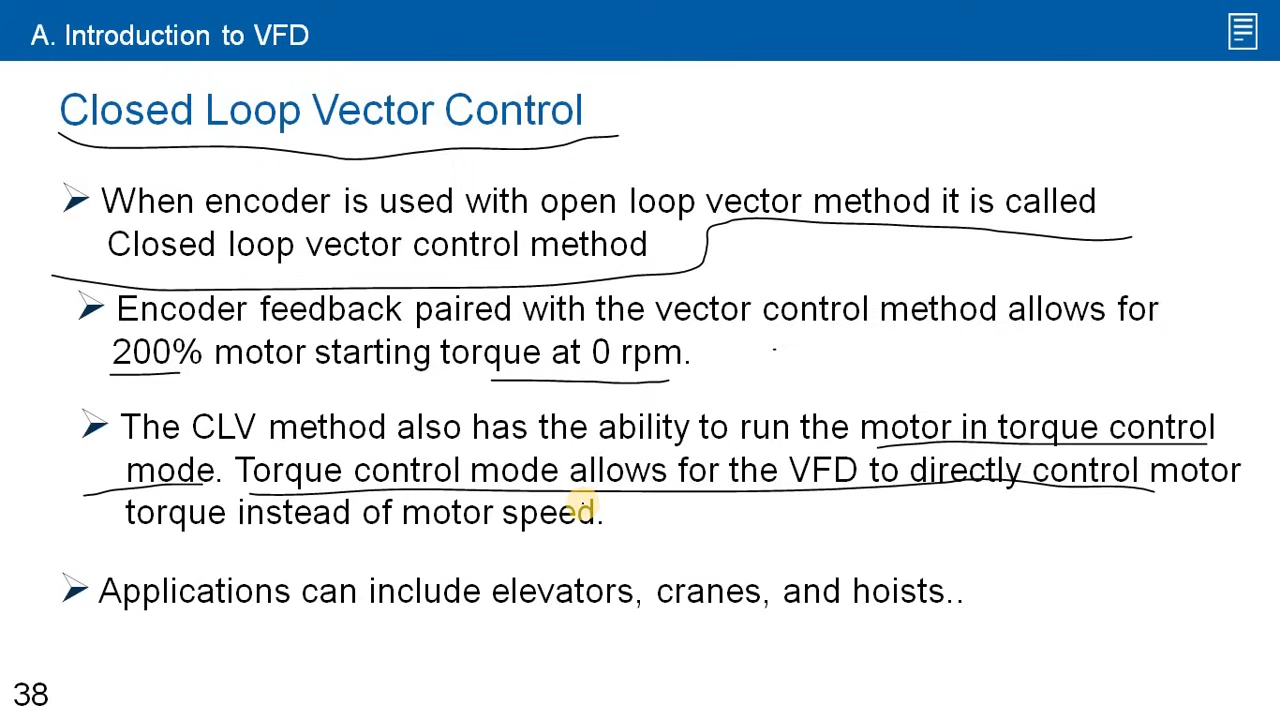 A. Introduction to VFD
Closed Loop Vector Control
When encoder is used with open loop vector method it is called
Closed loop vector control method
Encoder feedback paired with the vector control method allows for
200% motor starting torque at 0 rpm.
The CLV method also has the ability to run the motor in torque control
mode. Torque control mode allows for the VFD to directly control motor
torque instead of motor speed.
Applications can include elevators, cranes, and hoists..
38